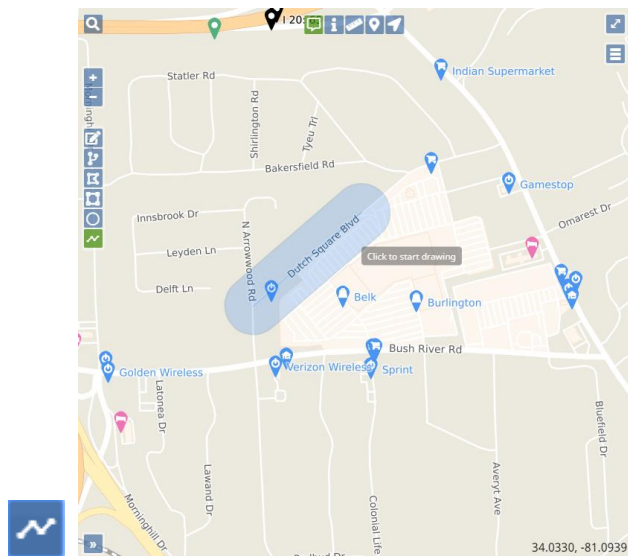 I 20:
Indian Supermarket
Statler Rd
Shirlington Rd
Tyeu Trl
Bakersfield Rd
Gamestop
Innsbrook Dr
Omarest Dr
N Arrowwood Rd
Dutch Square Blvd
Leyden Ln
Click to start drawing
Delft Ln
Belk
Burlington
Bush River Rd
Golden Wireless
Verizon Wireless
Sprint
Latonea Dr
Bluefield Dr
Lawand Dr
Averyt Ave
Morninghill Dr
Colonial Life
34.0330, -81.0939